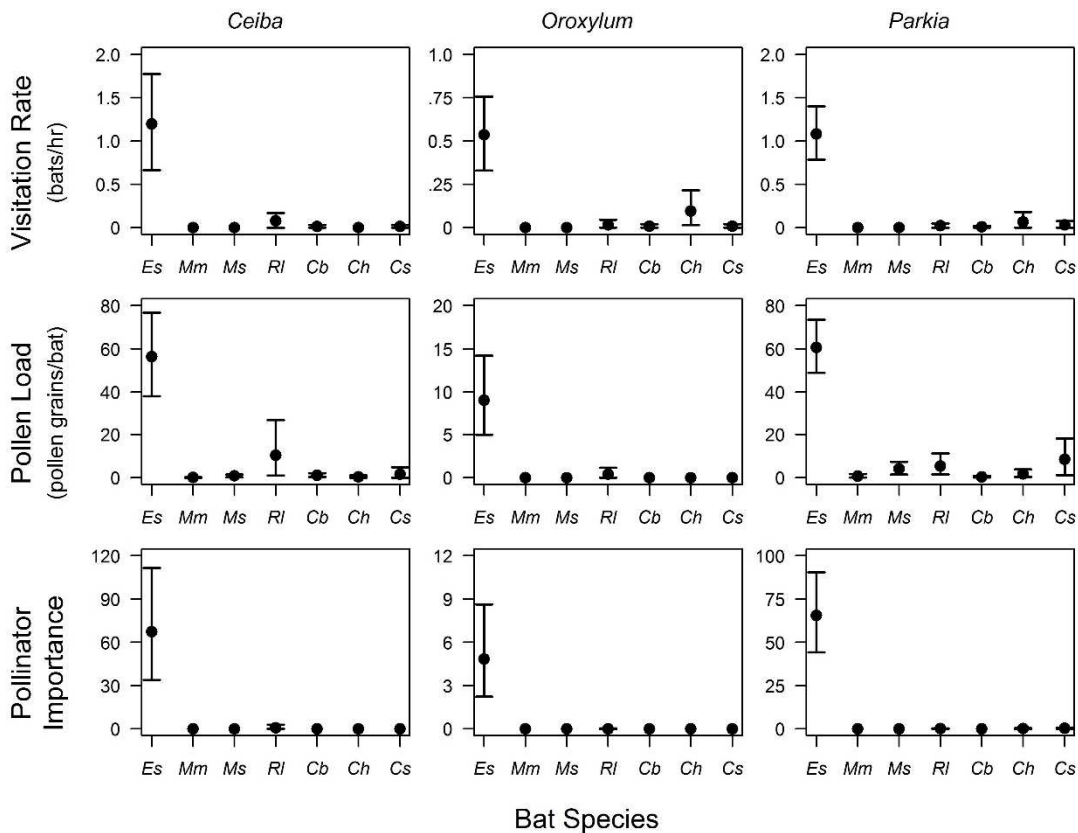 Ceiba Oroxylum Parkia
Visitation Rate
(bats/hr)
2.0
1.5
1.0
0.5
0
Es Mm Ms Rl Cb Ch Cs
1.0
.75
0.5
.25
0
Es Mm Ms Rl Cb Ch Cs
2.0
1.5
1.0
0.5
0
Es Mm Ms Rl Cb Ch Cs
Pollen Load
(pollen grains/bat)
80
60
40
20
0
Es Mm Ms Rl Cb Ch Cs
20
15
10
5
0
Es Mm Ms Rl Cb Ch Cs
80
60
40
20
0
Es Mm Ms Rl Cb Ch Cs
Pollinator
Importance
120
90
60
30
0
Es Mm Ms Rl Cb Ch Cs
12
9
6
3
0
Es Mm Ms Rl Cb Ch Cs
100
75
50
25
0
Es Mm Ms Rl Cb Ch Cs
Bat Species